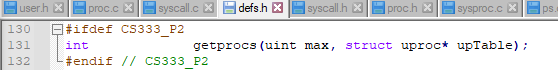 user.h proc.c syscall.c defs.h syscall.h proc.h sysproc.c ps.c
130 #ifdef CS333_P2
131 int getprocs(uint max, struct uproc* upTable);
132 #endif // CS333_P2